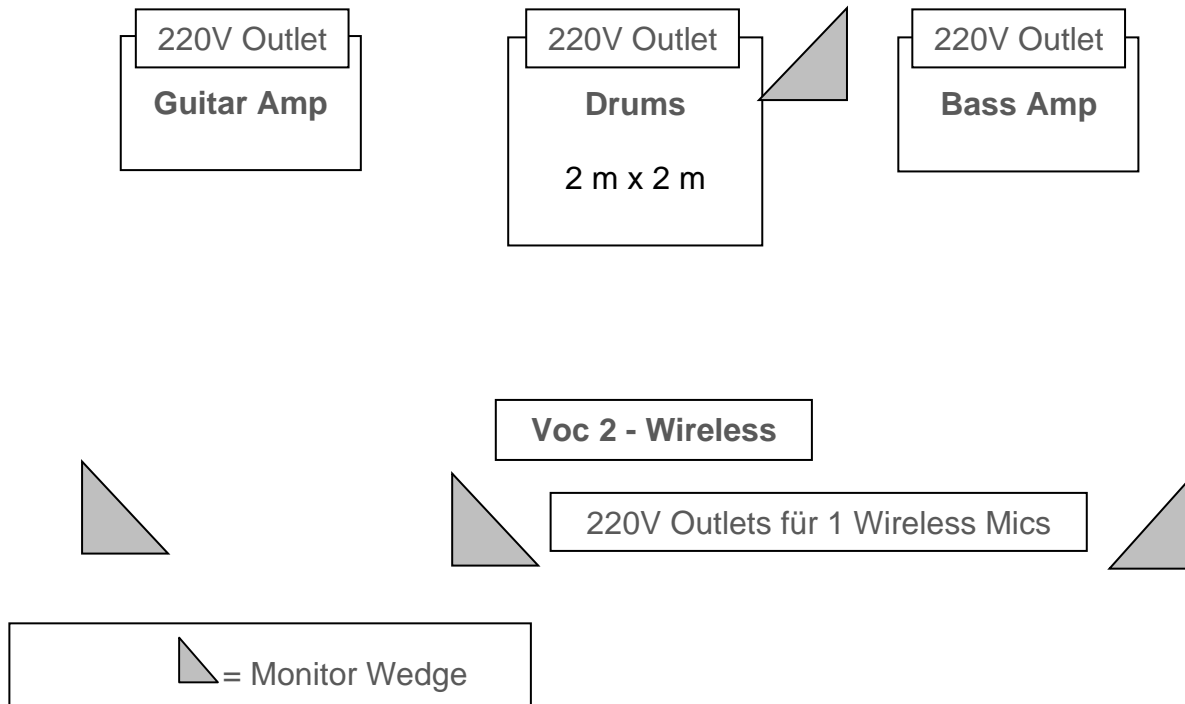 220V Outlet
220V Outlet
220V Outlet
Guitar Amp
Drums
Bass Amp
2 m x 2 m
Voc 2 - Wireless
220V Outlets für 1 Wireless Mics
= Monitor Wedge